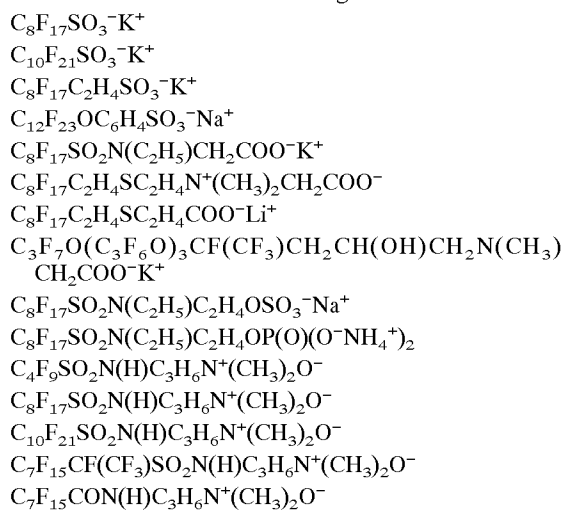 C₈F₁₇SO₃⁻K⁺
C₁₀F₂₁SO₃⁻K⁺
C₈F₁₇C₂H₄SO₃⁻K⁺
C₁₂F₂₃OC₆H₄SO₃⁻Na⁺
C₈F₁₇SO₂N(C₂H₅)CH₂COO⁻K⁺
C₈F₁₇C₂H₄SC₂H₄N⁺(CH₃)₂CH₂COO⁻
C₈F₁₇C₂H₄SC₂H₄COO⁻Li⁺
C₃F₇O(C₃F₆O)₃CF(CF₃)CH₂CH(OH)CH₂N(CH₃)
CH₂COO⁻K⁺
C₈F₁₇SO₂N(C₂H₅)C₂H₄OSO₃⁻Na⁺
C₈F₁₇SO₂N(C₂H₅)C₂H₄OP(O)(O⁻NH₄⁺)₂
C₄F₉SO₂N(H)C₃H₆N⁺(CH₃)₂O⁻
C₈F₁₇SO₂N(H)C₃H₆N⁺(CH₃)₂O⁻
C₁₀F₂₁SO₂N(H)C₃H₆N⁺(CH₃)₂O⁻
C₇F₁₅CF(CF₃)SO₂N(H)C₃H₆N⁺(CH₃)₂O⁻
C₇F₁₅CON(H)C₃H₆N⁺(CH₃)₂O⁻